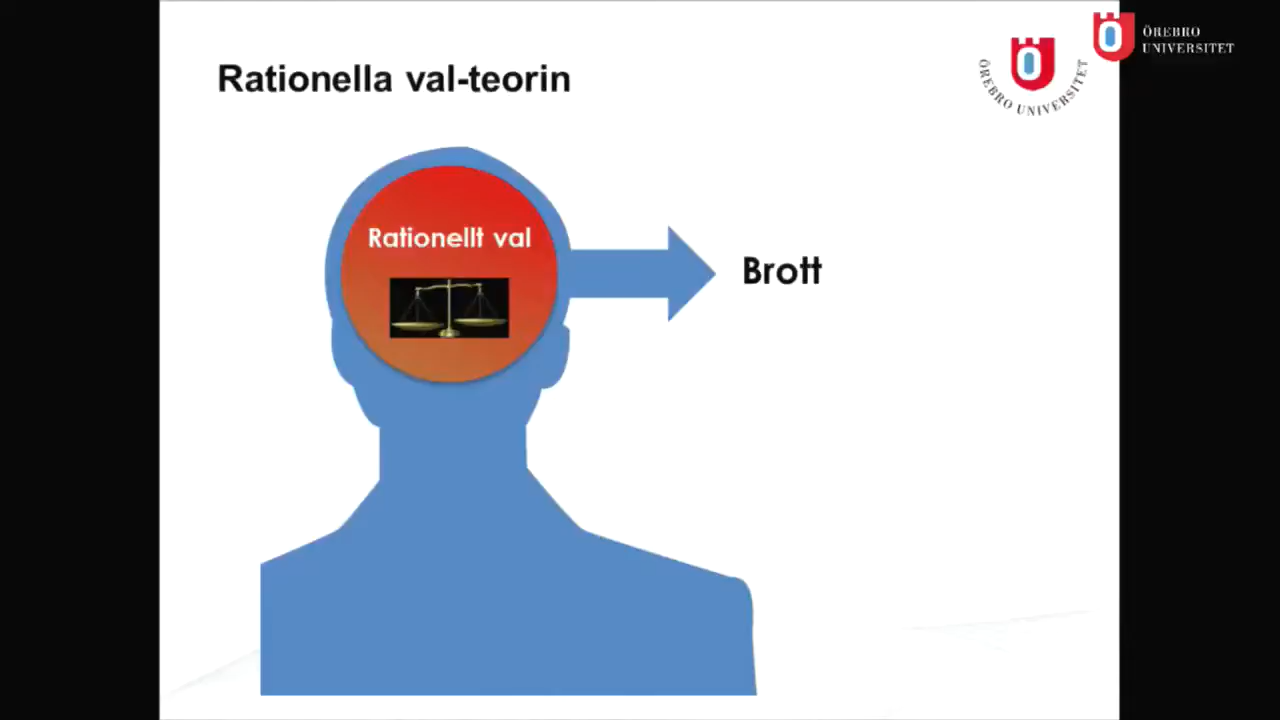 Rationella val-teorin
ÖREBRO UNIVERSITET
ÖREBRO
UNIVERSITET
Rationellt val
Brott